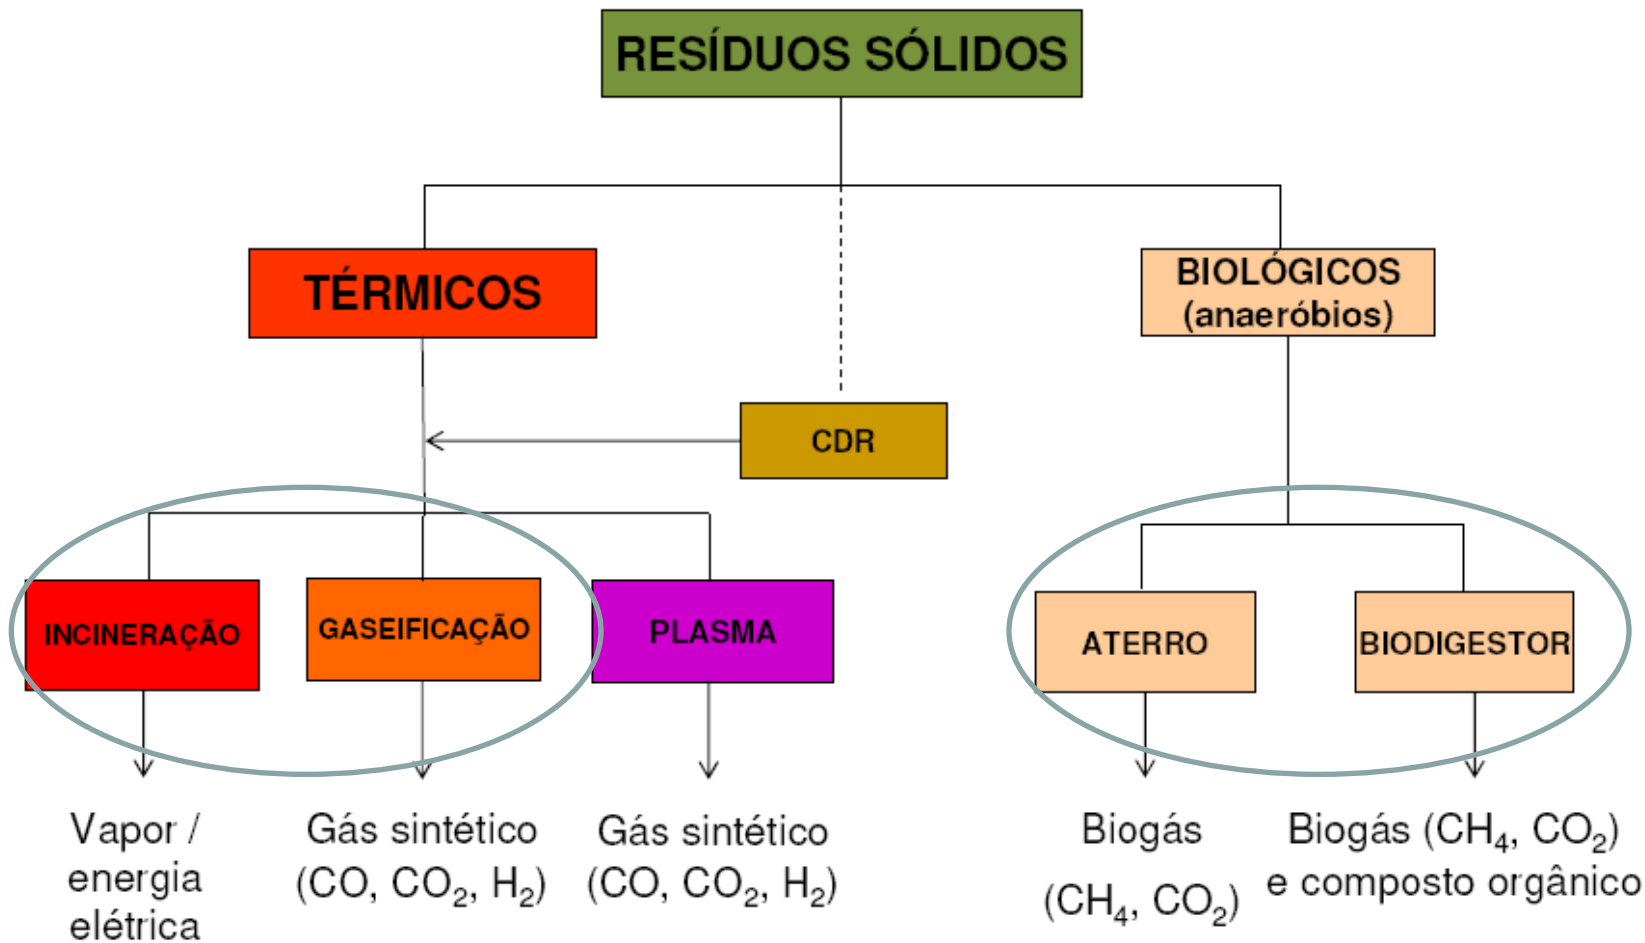 RESÍDUOS SÓLIDOS
TÉRMICOS
BIOLÓGICOS
(anaeróbios)
CDR
INCINERAÇÃO
GASEIFICAÇÃO
PLASMA
ATERRO
BIODIGESTOR
Vapor /
energia
elétrica
Gás sintético
(CO, CO₂, H₂)
Gás sintético
(CO, CO₂, H₂)
Biogás
(CH₄, CO₂)
Biogás (CH₄, CO₂)
e composto orgânico